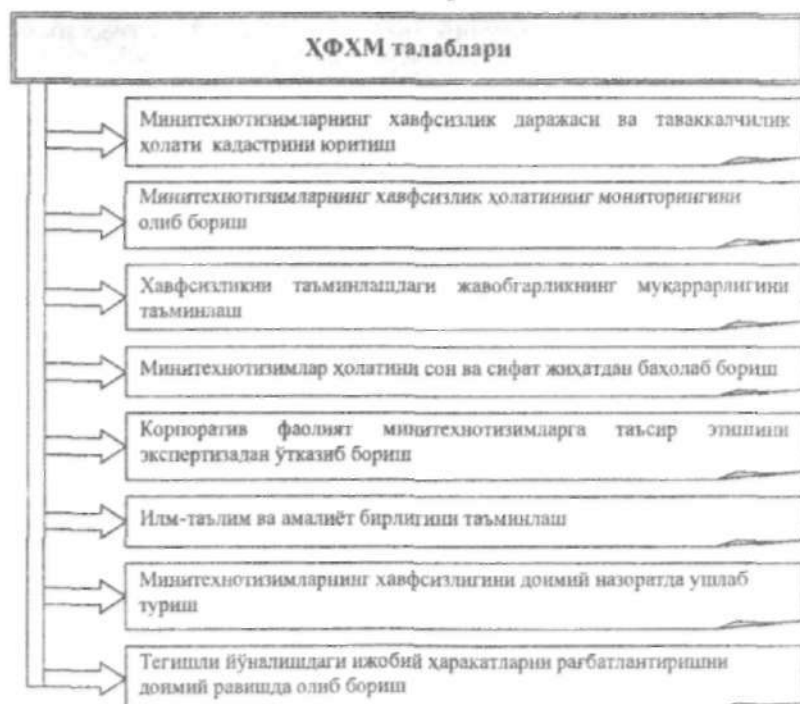 ҲФХМ талаблари
Минитехнотизимларнинг хавфсизлик даражаси ва таваккалчилик
ҳолати кадастрини юритиш
Минитехнотизимларнинг хавфсизлик ҳолатининг мониторингини
олиб бориш
Хавфсизликни таъминлашдаги жавобгарликнинг муқаррарлигини
таъминлаш
Минитехнотизимлар ҳолатини сон ва сифат жиҳатдан баҳолаб бориш
Корпоратив фаолият минитехнотизимларга таъсир этишини
экспертизадан ўтказиб бориш
Илм-таълим ва амалиёт бирлигини таъминлаш
Минитехнотизимларнинг хавфсизлигини доимий назоратда ушлаб
туриш
Тегишли йўналишдаги ижобий ҳаракатларни рағбатлантиришни
доимий равишда олиб бориш